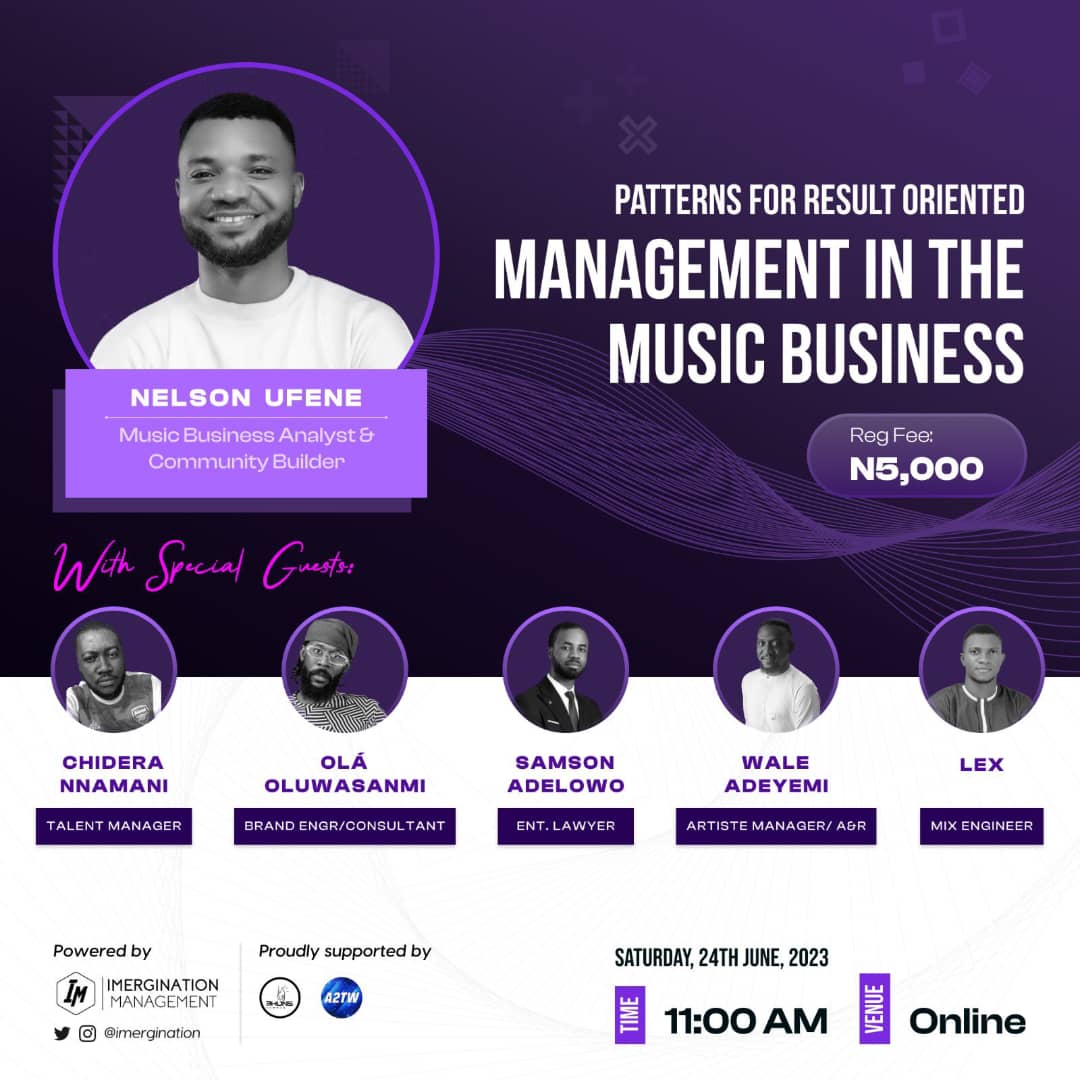 PATTERNS FOR RESULT ORIENTED
MANAGEMENT IN THE
MUSIC BUSINESS
NELSON UFENE
Music Business Analyst &
Community Builder
Reg Fee:
N5,000
With Special Guests:
CHIDERA
NNAMANI
TALENT MANAGER
OLÁ
OLUWASANMI
BRAND ENGR/CONSULTANT
SAMSON
ADELOWO
ENT. LAWYER
WALE
ADEYEMI
ARTISTE MANAGER/ A&R
LEX
MIX ENGINEER
Powered by
IM
IMERGINATION
MANAGEMENT
@imergination
Proudly supported by
A2TW
SATURDAY, 24TH JUNE, 2023
TIME
11:00 AM
VENUE
Online